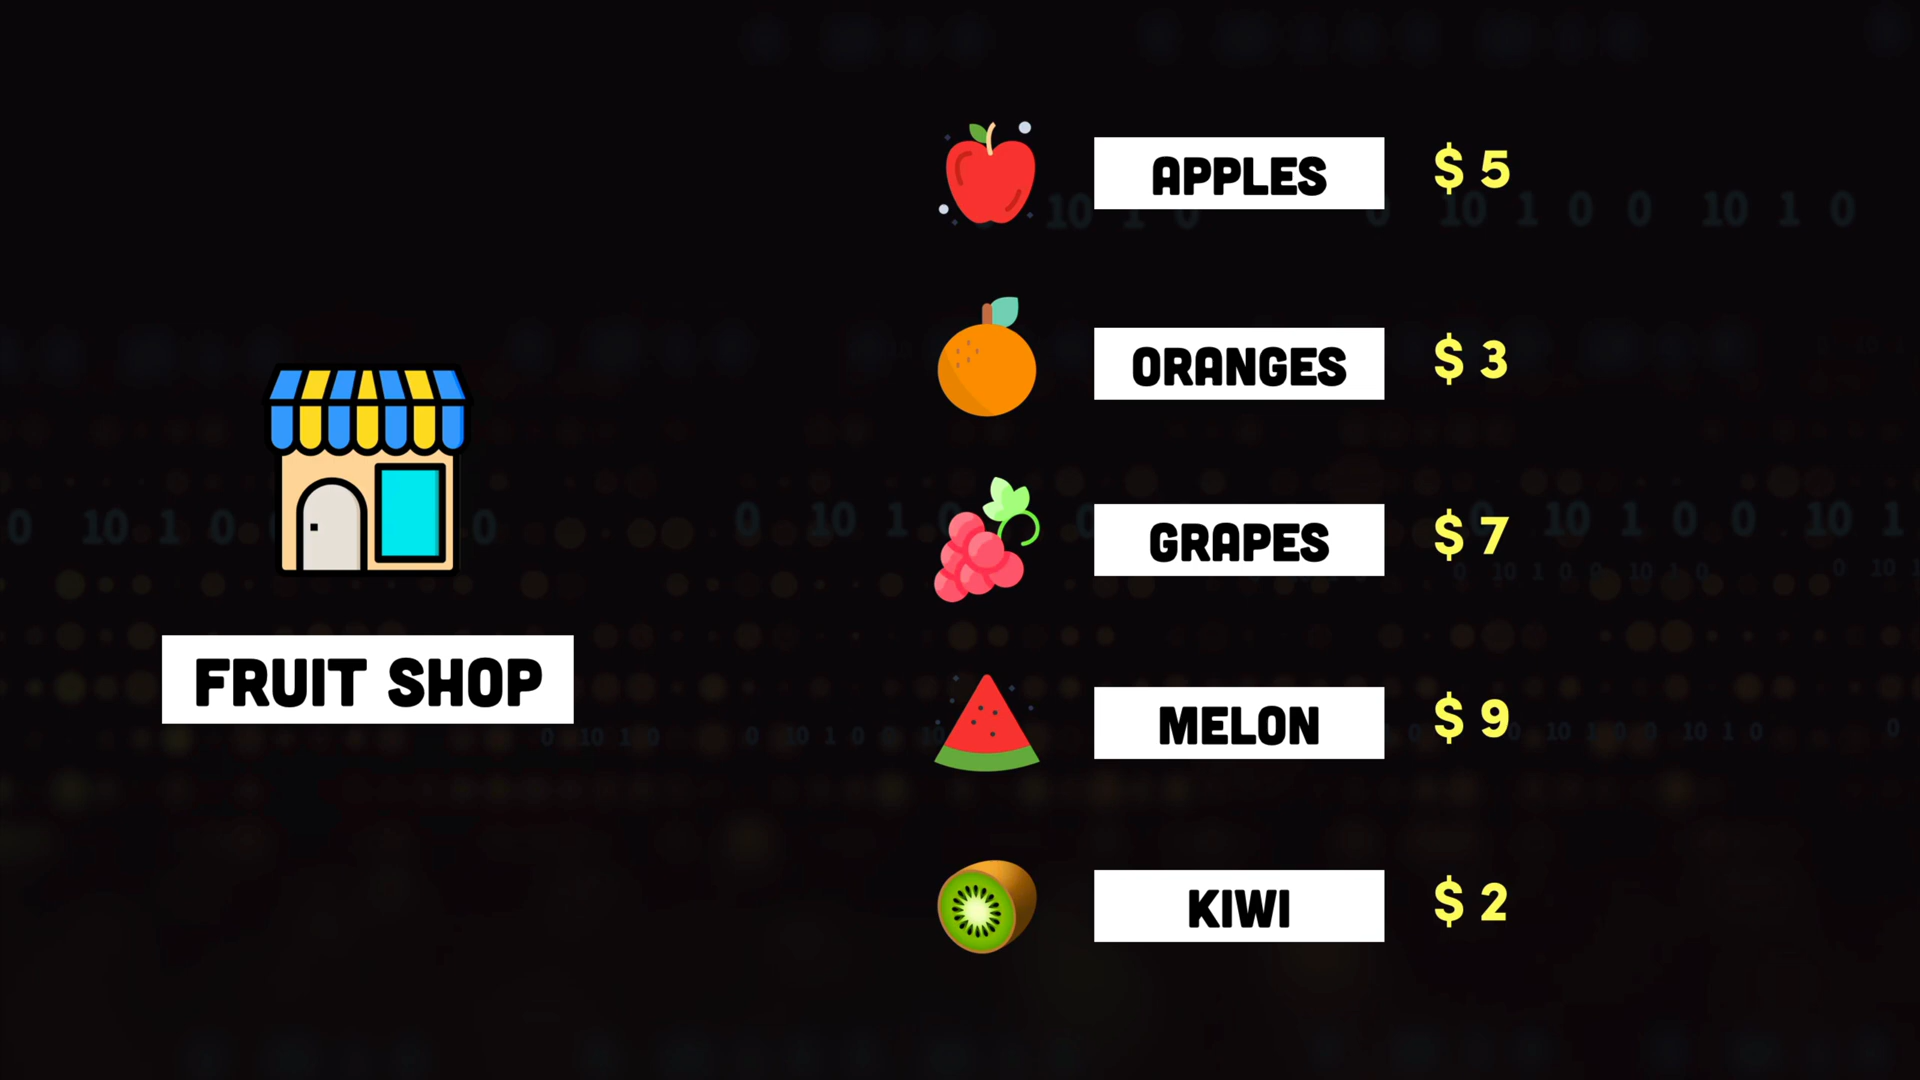 FRUIT SHOP
APPLES $ 5
ORANGES $ 3
GRAPES $ 7
MELON $ 9
KIWI $ 2